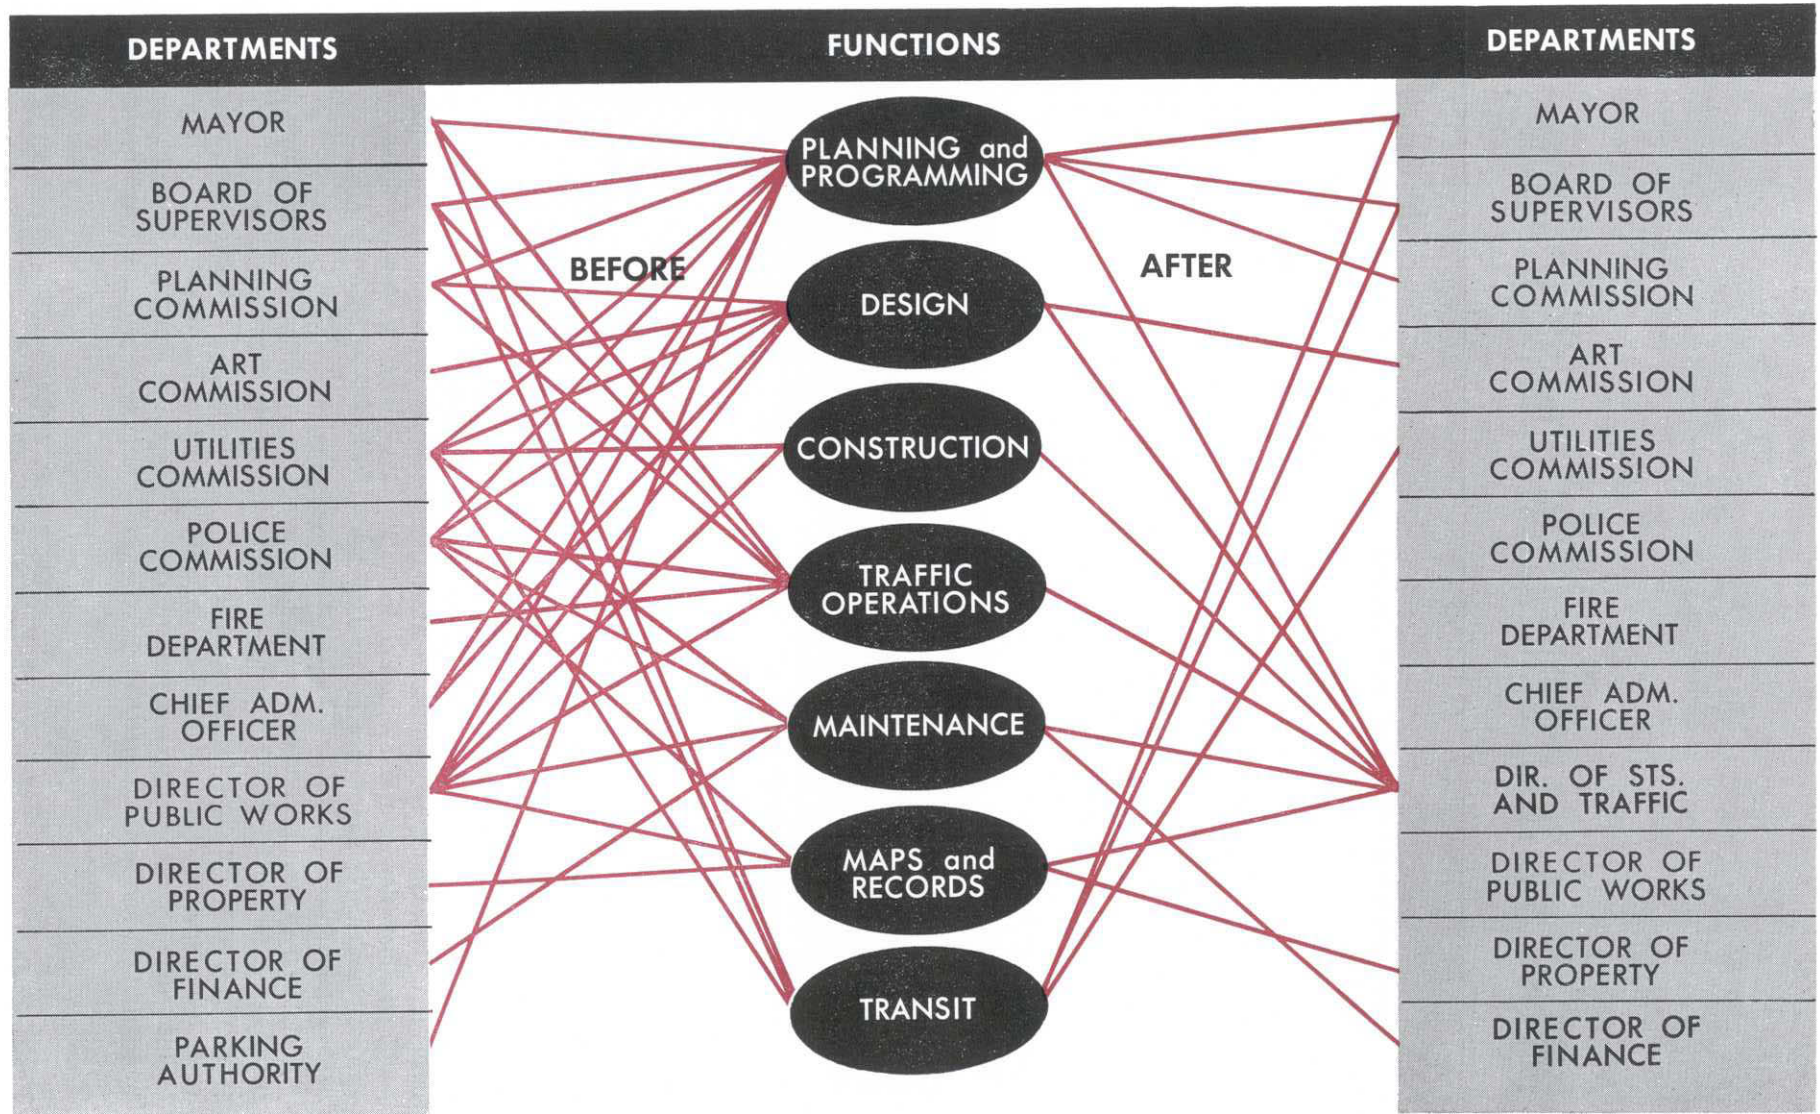 DEPARTMENTS
FUNCTIONS
DEPARTMENTS
MAYOR
BOARD OF
SUPERVISORS
PLANNING
COMMISSION
ART
COMMISSION
UTILITIES
COMMISSION
POLICE
COMMISSION
FIRE
DEPARTMENT
CHIEF ADM.
OFFICER
DIRECTOR OF
PUBLIC WORKS
DIRECTOR OF
PROPERTY
DIRECTOR OF
FINANCE
PARKING
AUTHORITY
BEFORE
PLANNING and
PROGRAMMING
DESIGN
CONSTRUCTION
TRAFFIC
OPERATIONS
MAINTENANCE
MAPS and
RECORDS
TRANSIT
AFTER
MAYOR
BOARD OF
SUPERVISORS
PLANNING
COMMISSION
ART
COMMISSION
UTILITIES
COMMISSION
POLICE
COMMISSION
FIRE
DEPARTMENT
CHIEF ADM.
OFFICER
DIR. OF STS.
AND TRAFFIC
DIRECTOR OF
PUBLIC WORKS
DIRECTOR OF
PROPERTY
DIRECTOR OF
FINANCE